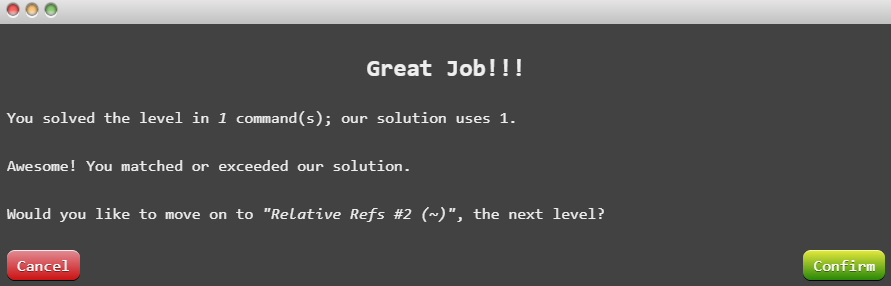 Great Job!!!
You solved the level in 1 command(s); our solution uses 1.
Awesome! You matched or exceeded our solution.
Would you like to move on to "Relative Refs #2 (~)", the next level?
Cancel Confirm